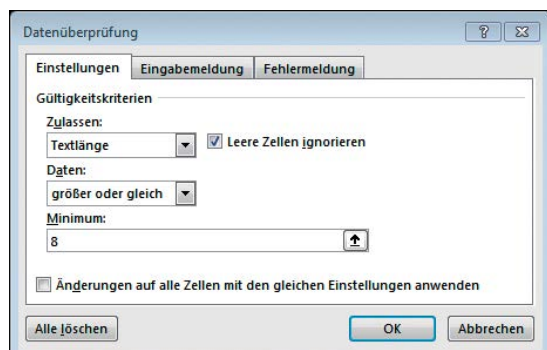 Datenüberprüfung
Einstellungen Eingabemeldung Fehlermeldung
Gültigkeitskriterien
Zulassen:
Textlänge Leere Zellen ignorieren
Daten:
größer oder gleich
Minimum:
8
Änderungen auf alle Zellen mit den gleichen Einstellungen anwenden
Alle löschen OK Abbrechen